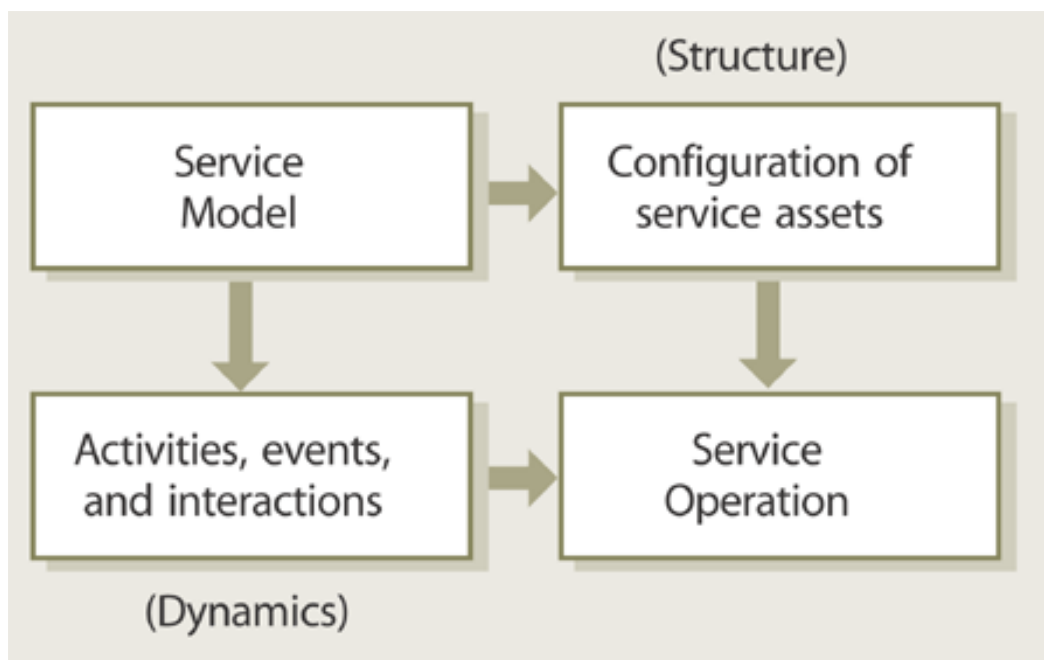 (Structure)
Service
Model
Configuration of
service assets
Activities, events,
and interactions
Service
Operation
(Dynamics)